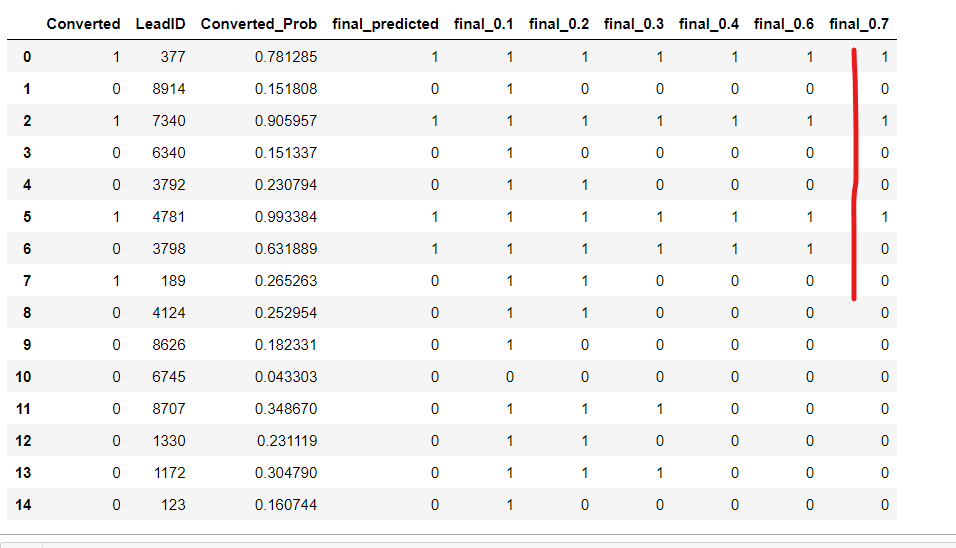 Converted LeadID Converted_Prob final_predicted final_0.1 final_0.2 final_0.3 final_0.4 final_0.6 final_0.7
0 1 377 0.781285 1 1 1 1 1 1 1
1 0 8914 0.151808 0 1 0 0 0 0 0
2 1 7340 0.905957 1 1 1 1 1 1 1
3 0 6340 0.151337 0 1 0 0 0 0 0
4 0 3792 0.230794 0 1 1 0 0 0 0
5 1 4781 0.993384 1 1 1 1 1 1 1
6 0 3798 0.631889 1 1 1 1 1 1 0
7 1 189 0.265263 0 1 1 0 0 0 0
8 0 4124 0.252954 0 1 1 0 0 0 0
9 0 8626 0.182331 0 1 0 0 0 0 0
10 0 6745 0.043303 0 0 0 0 0 0 0
11 0 8707 0.348670 0 1 1 1 0 0 0
12 0 1330 0.231119 0 1 1 0 0 0 0
13 0 1172 0.304790 0 1 1 1 0 0 0
14 0 123 0.160744 0 1 0 0 0 0 0